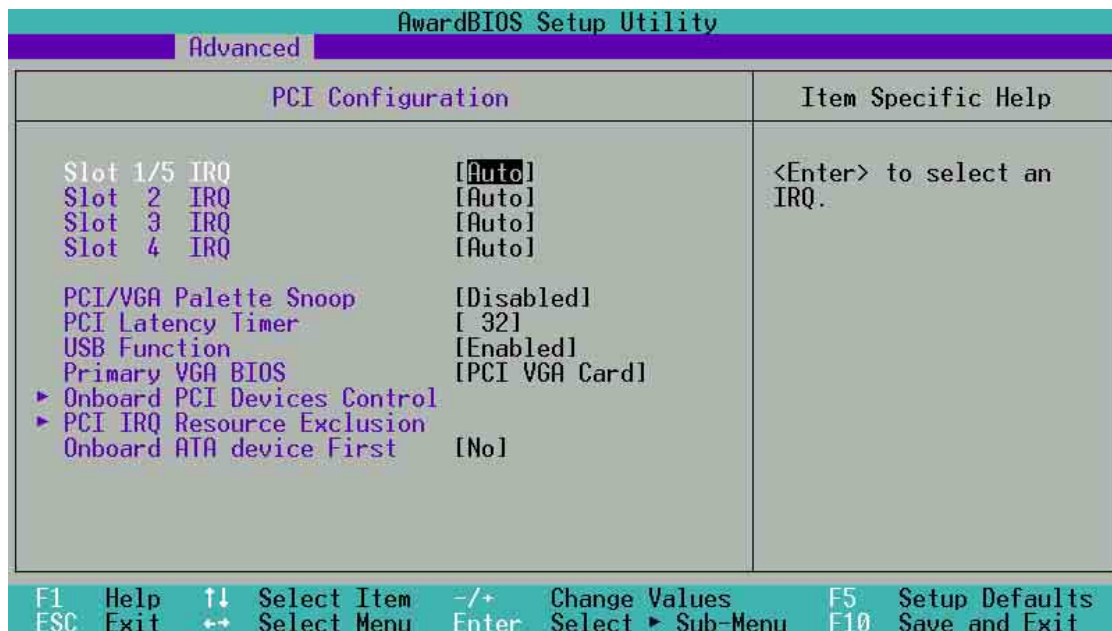 AwardBIOS Setup Utility
Advanced
PCI Configuration
Item Specific Help
Slot 1/5 IRQ [Auto]
Slot 2 IRQ [Auto]
Slot 3 IRQ [Auto]
Slot 4 IRQ [Auto]
PCI/VGA Palette Snoop [Disabled]
PCI Latency Timer [ 32]
USB Function [Enabled]
Primary VGA BIOS [PCI VGA Card]
▶ Onboard PCI Devices Control
▶ PCI IRQ Resource Exclusion
Onboard ATA device First [No]
<Enter> to select an
IRQ.
F1 Help ↑↓ Select Item -/+ Change Values F5 Setup Defaults
ESC Exit ←→ Select Menu Enter Select ▶ Sub-Menu F10 Save and Exit